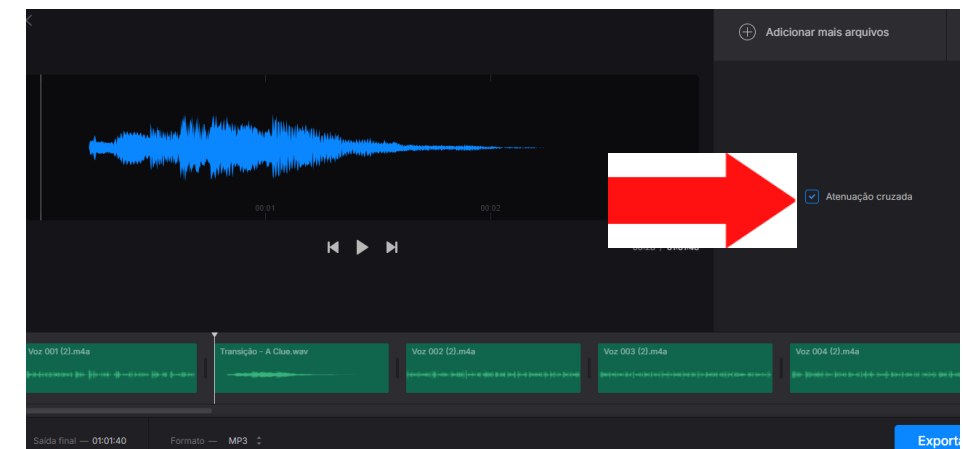 Adicionar mais arquivos
00:01
00:02
Atenuação cruzada
Voz 001 (2).m4a
Transição - A Clue.wav
Voz 002 (2).m4a
Voz 003 (2).m4a
Voz 004 (2).m4a
Saída final — 01:01:40
Formato — MP3
Exporta